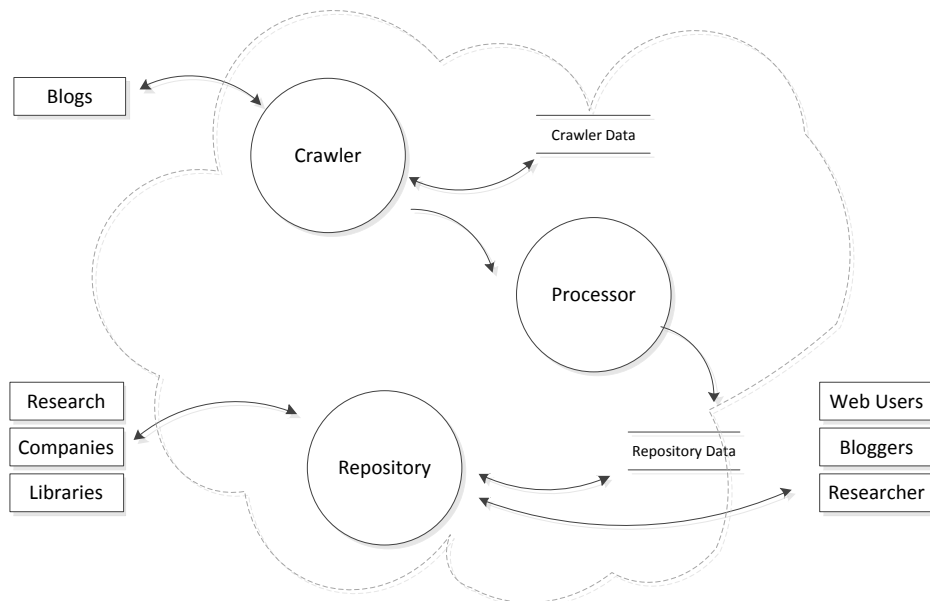 Blogs
Crawler
Crawler Data
Processor
Research
Companies
Libraries
Repository
Repository Data
Web Users
Bloggers
Researcher